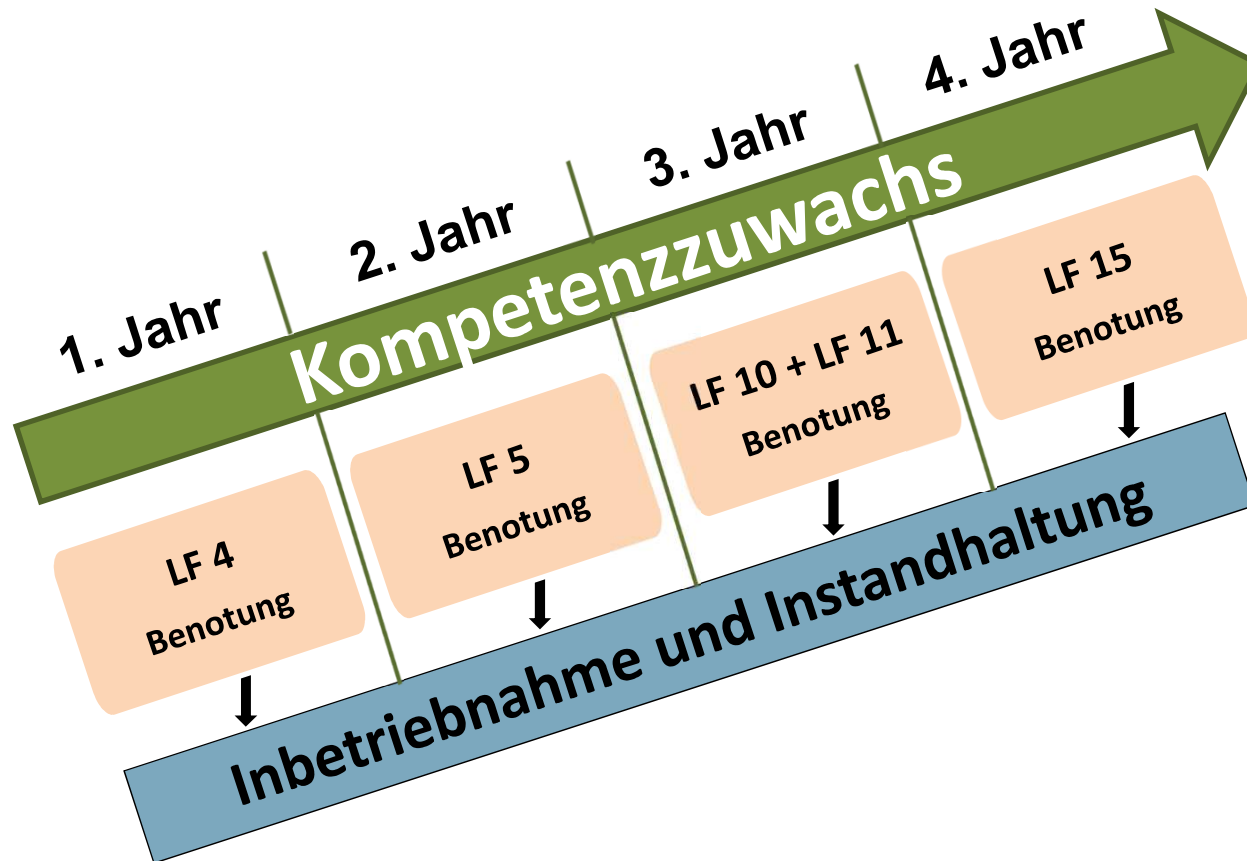 1. Jahr
2. Jahr
3. Jahr
4. Jahr
Kompetenzzuwachs
LF 4
Benotung
LF 5
Benotung
LF 10 + LF 11
Benotung
LF 15
Benotung
Inbetriebnahme und Instandhaltung